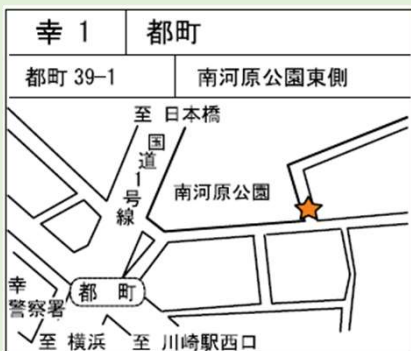 幸 1 都町
都町 39-1 南河原公園東側
至 日本橋
国道1号線
南河原公園
都 町
幸
警察署
至 横浜 至 川崎駅西口